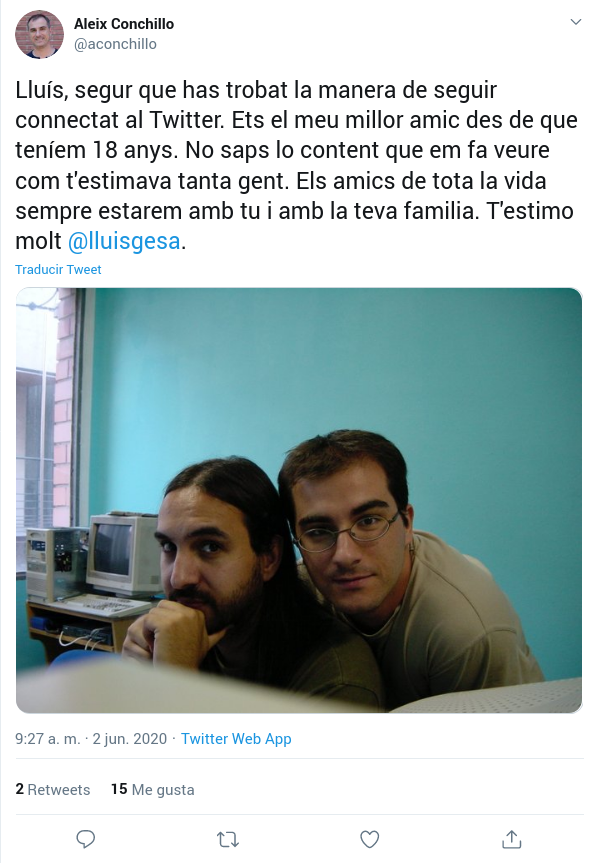 Aleix Conchillo
@aconchillo
Lluís, segur que has trobat la manera de seguir
connectat al Twitter. Ets el meu millor amic des de que
teníem 18 anys. No saps lo content que em fa veure
com t'estimava tanta gent. Els amics de tota la vida
sempre estarem amb tu i amb la teva familia. T'estimo
molt @lluisgesa.
Traducir Tweet
9:27 a. m. · 2 jun. 2020 · Twitter Web App
2 Retweets 15 Me gusta